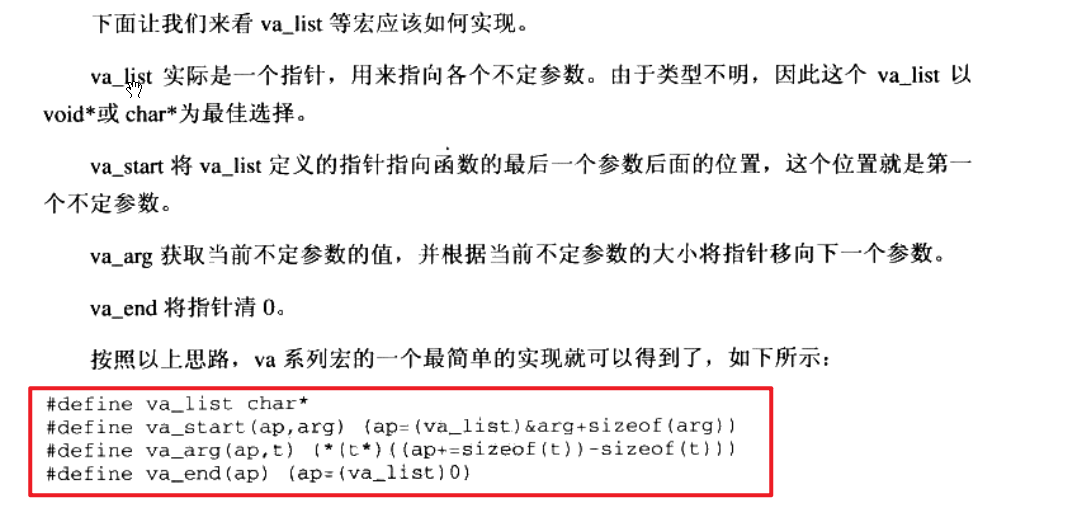 下面让我们来看 va_list 等宏应该如何实现。
va_list 实际是一个指针，用来指向各个不定参数。由于类型不明，因此这个 va_list 以
void*或 char*为最佳选择。
va_start 将 va_list 定义的指针指向函数的最后一个参数后面的位置，这个位置就是第一
个不定参数。
va_arg 获取当前不定参数的值，并根据当前不定参数的大小将指针移向下一个参数。
va_end 将指针清 0。
按照以上思路，va 系列宏的一个最简单的实现就可以得到了，如下所示：
#define va_list char*
#define va_start(ap,arg) (ap=(va_list)&arg+sizeof(arg))
#define va_arg(ap,t) (*(t*)((ap+=sizeof(t))-sizeof(t)))
#define va_end(ap) (ap=(va_list)0)